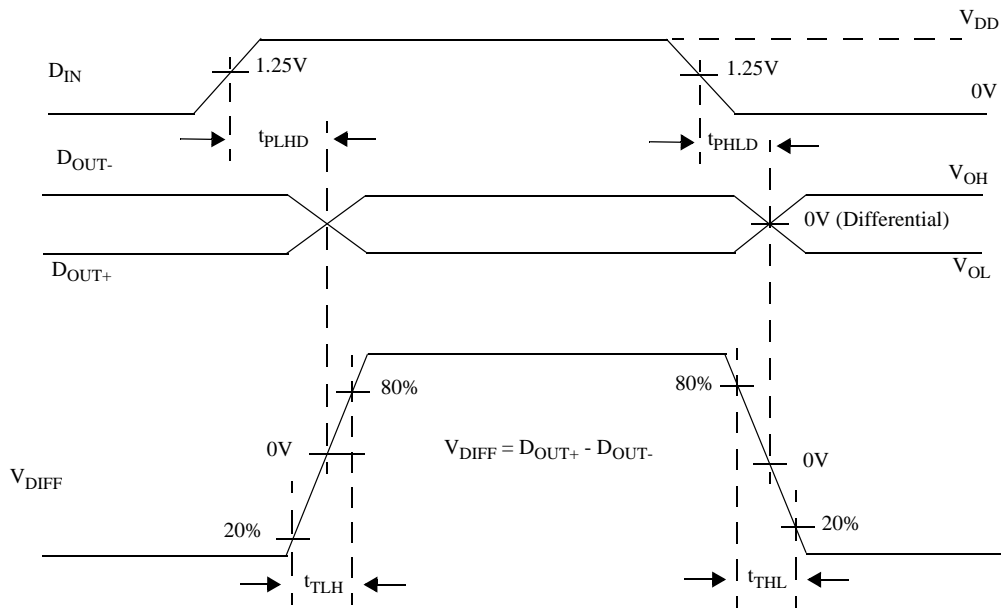 V_DD
D_IN
1.25V
1.25V
0V
t_PLHD
t_PHLD
D_OUT-
V_OH
0V (Differential)
D_OUT+
V_OL
80%
80%
0V
V_DIFF = D_OUT+ - D_OUT-
0V
V_DIFF
20%
20%
t_TLH
t_THL